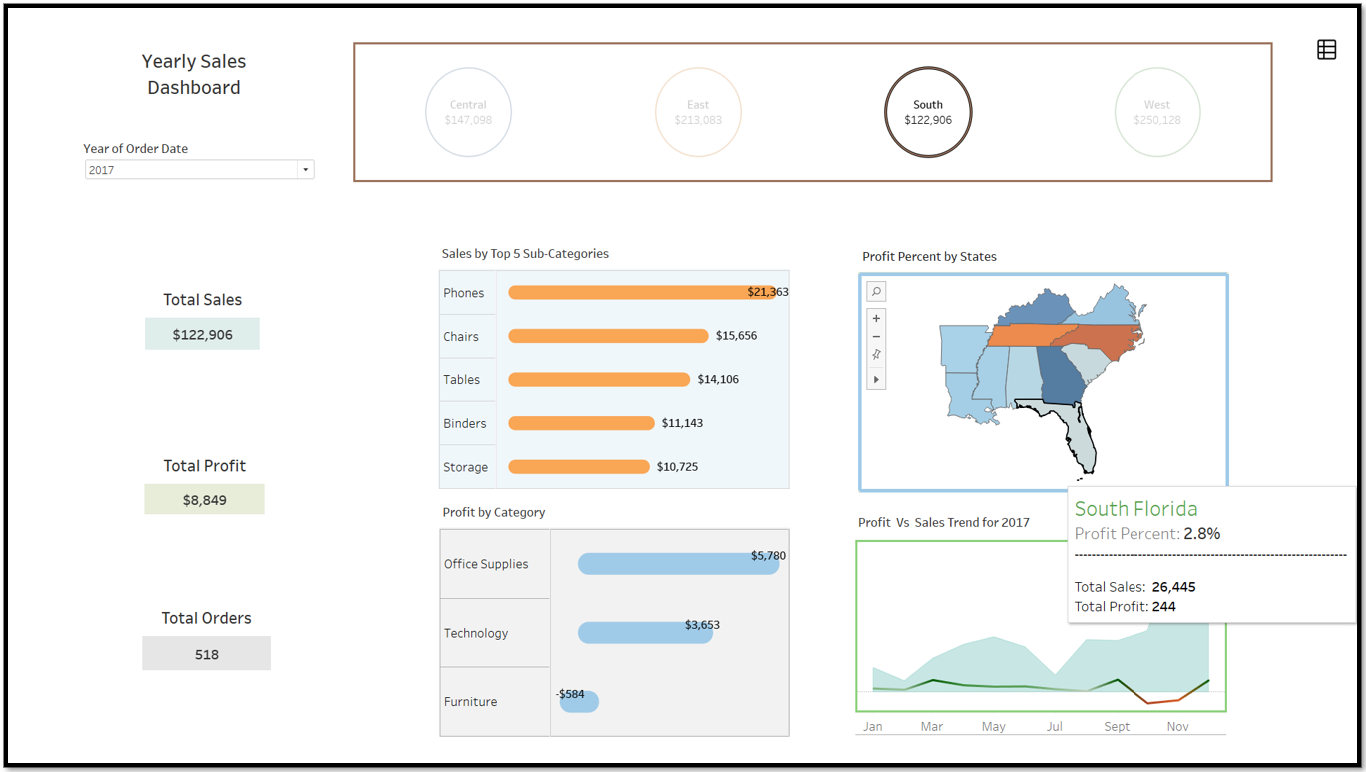 Yearly Sales
Dashboard
Year of Order Date
2017
Central
$147,098
East
$213,083
South
$122,906
West
$250,128
Total Sales
$122,906
Total Profit
$8,849
Total Orders
518
Sales by Top 5 Sub-Categories
Phones $21,363
Chairs $15,656
Tables $14,106
Binders $11,143
Storage $10,725
Profit by Category
Office Supplies $5,780
Technology $3,653
Furniture -$584
Profit Percent by States
South Florida
Profit Percent: 2.8%
--------------------------------------------------------------------
Total Sales: 26,445
Total Profit: 244
Profit Vs Sales Trend for 2017
Jan Mar May Jul Sept Nov